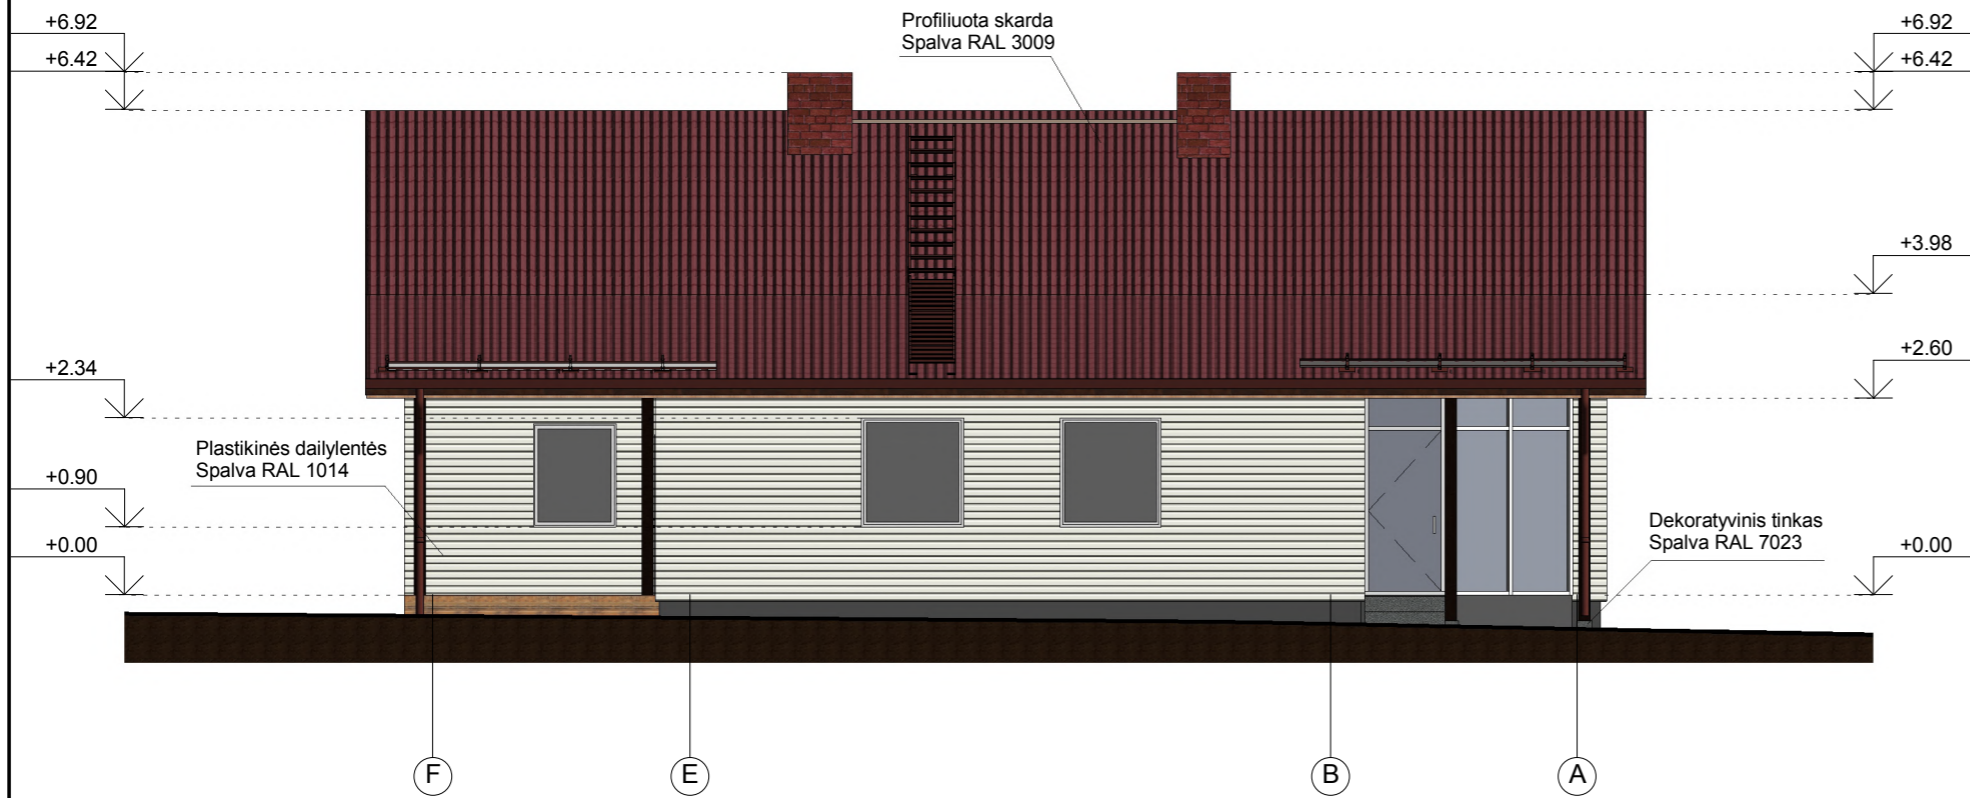 +6.92
+6.42
Profiliuota skarda
Spalva RAL 3009
+6.92
+6.42
+3.98
+2.34
+2.60
Plastikinės dailylentės
Spalva RAL 1014
+0.90
+0.00
Dekoratyvinis tinkas
Spalva RAL 7023
+0.00
F
E
B
A